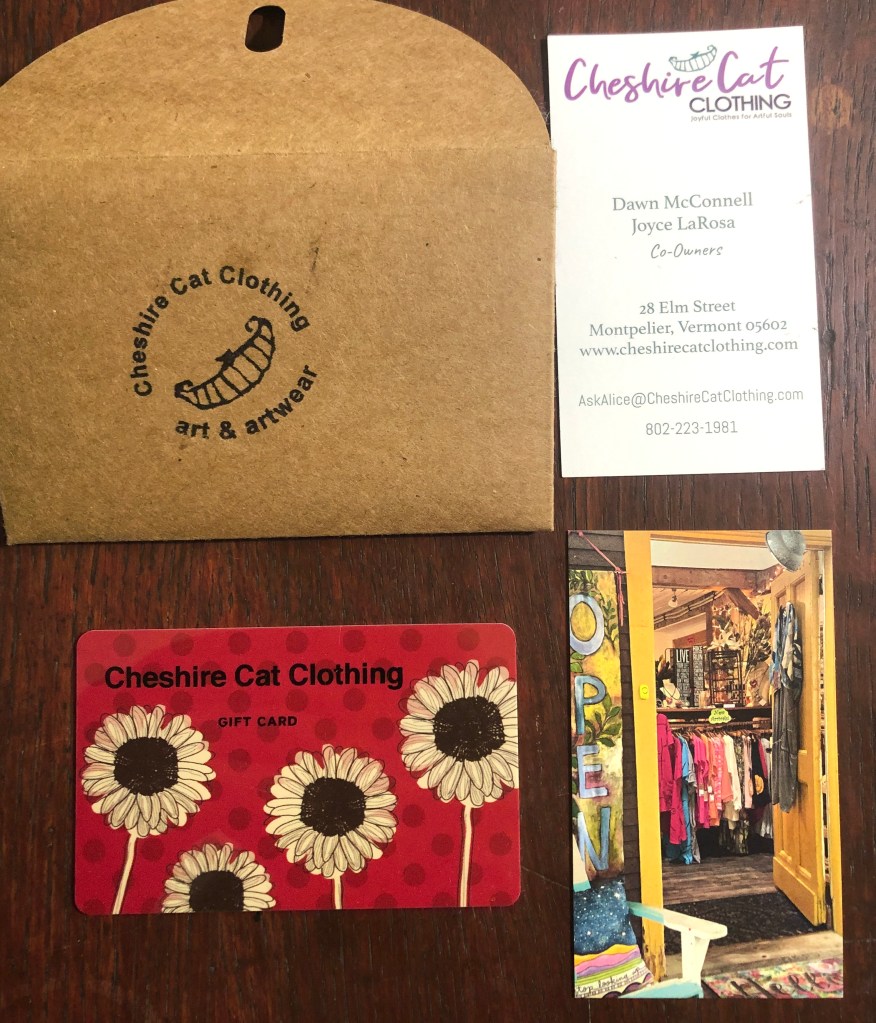 Cheshire Cat Clothing
art & artwear
Cheshire Cat
CLOTHING
Joyful Clothes for Artful Souls
Dawn McConnell
Joyce LaRosa
Co-Owners
28 Elm Street
Montpelier, Vermont 05602
www.cheshirecatclothing.com
AskAlice@CheshireCatClothing.com
802-223-1981
Cheshire Cat Clothing
GIFT CARD
OPEN
LIVE